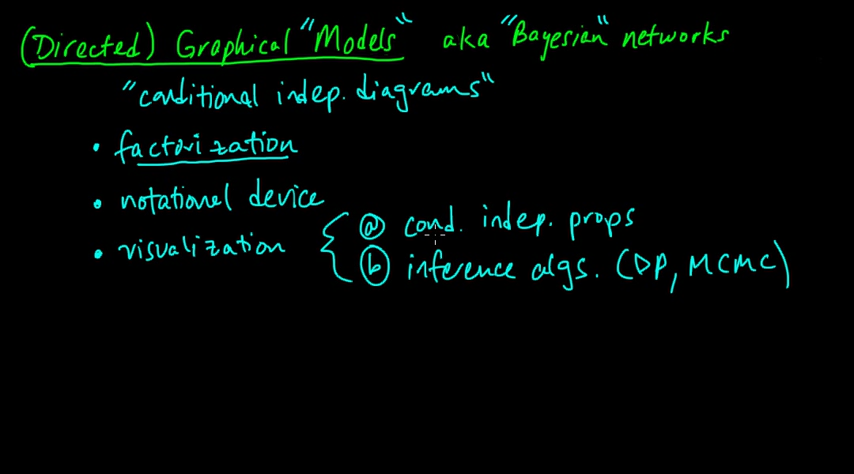 (Directed) Graphical "Models" aka "Bayesian" networks
"conditional indep. diagrams"
• factorization
• notational device
• visualization { ⓐ cond. indep. props
ⓑ inference algs. (DP, MCMC)